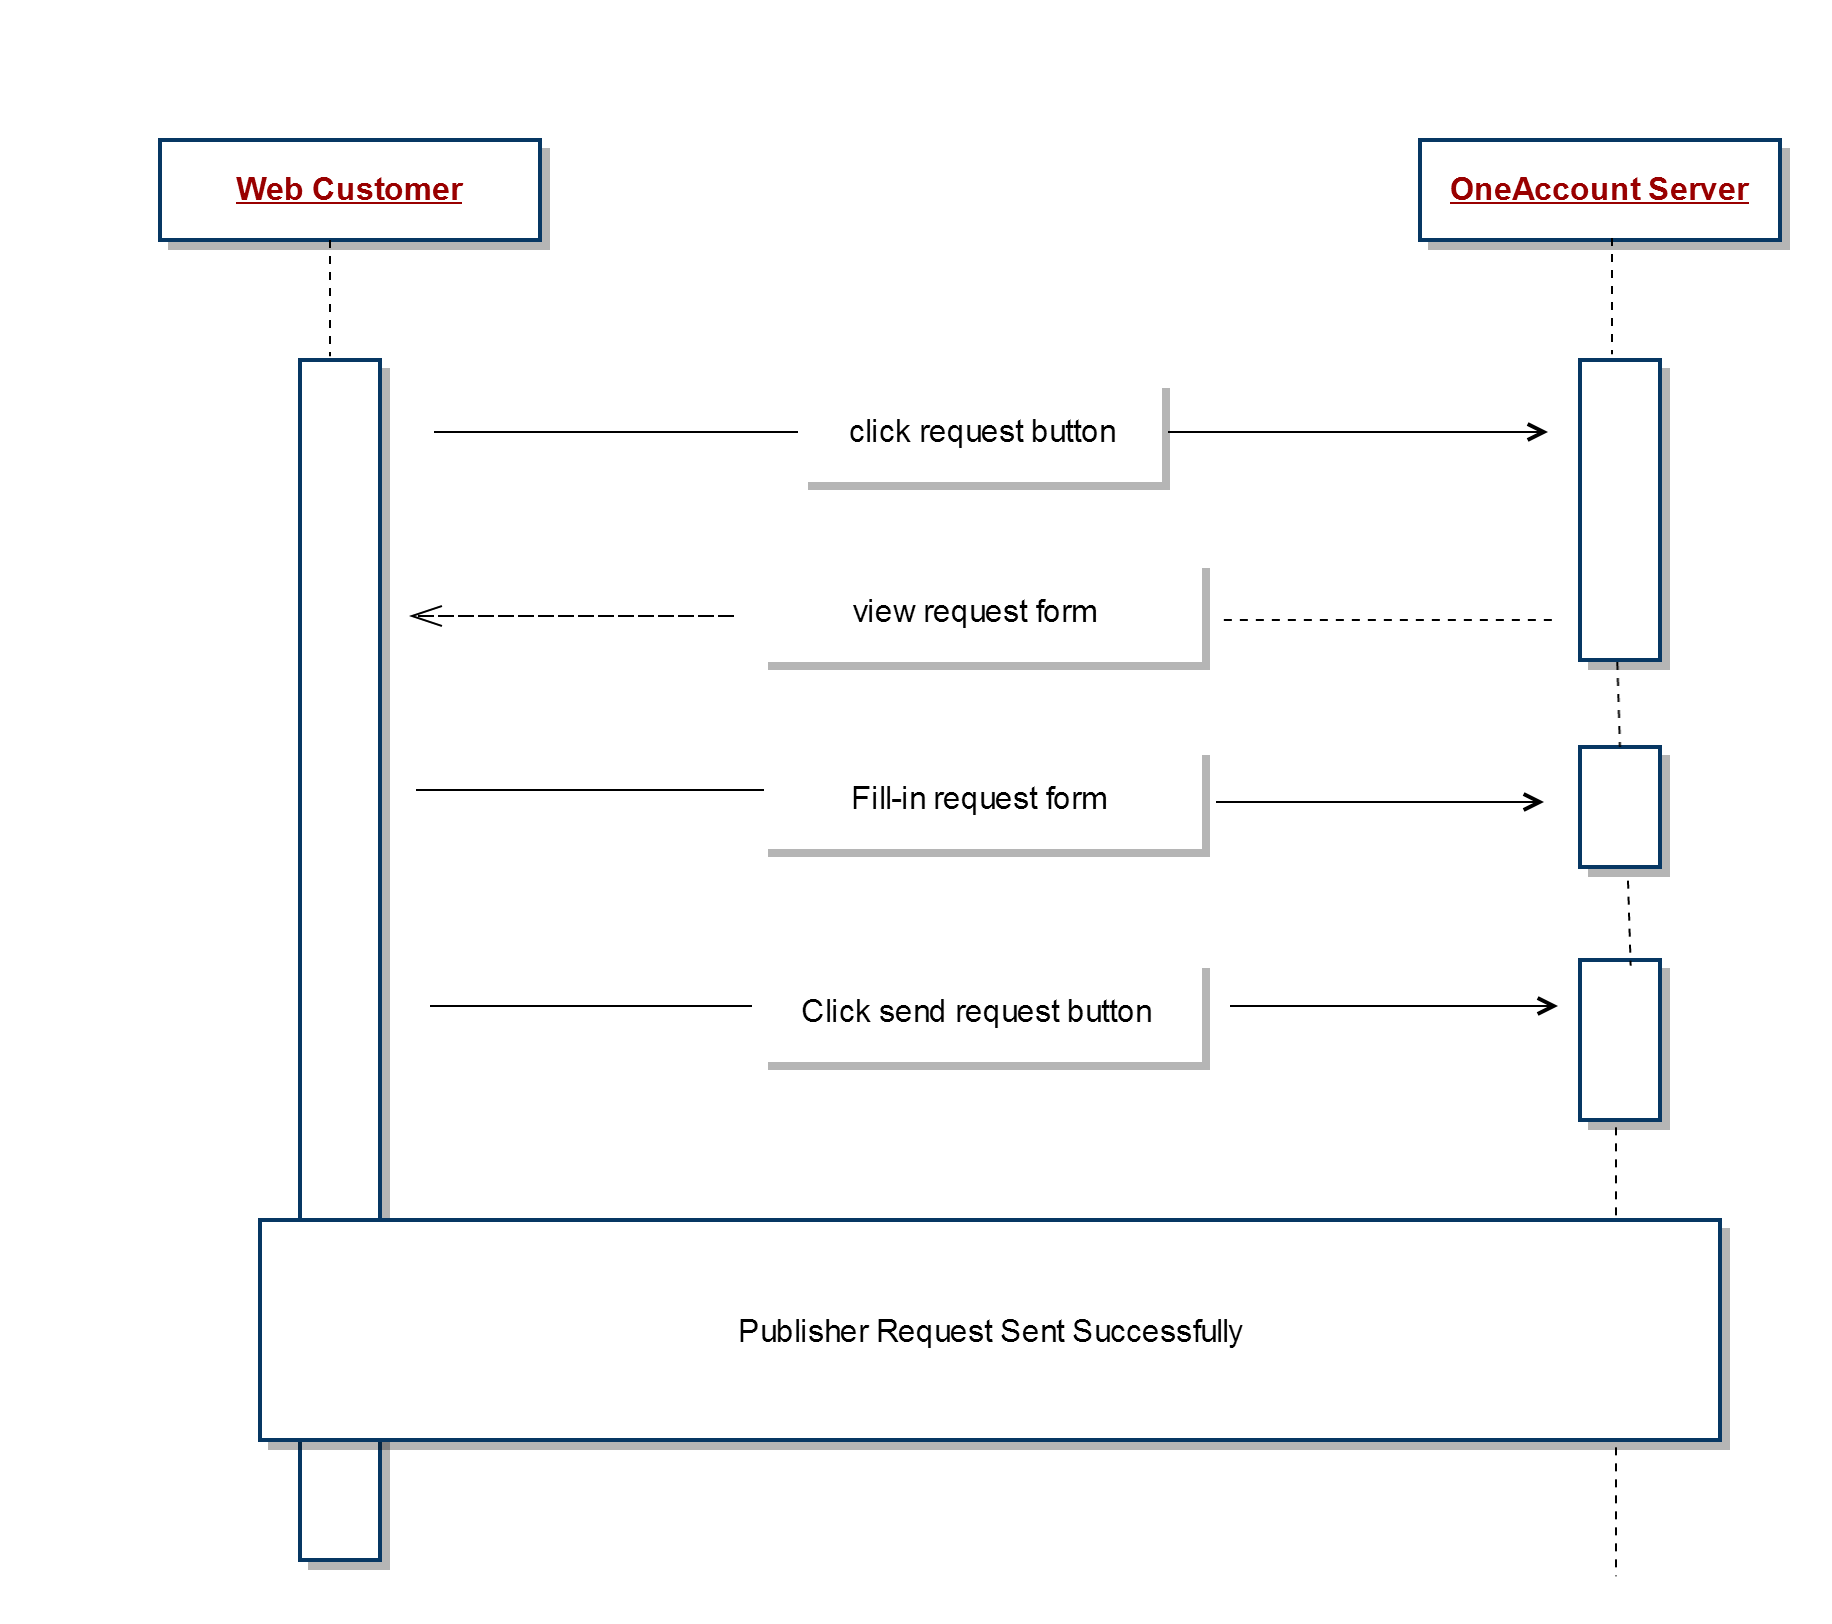 Web Customer
OneAccount Server
click request button
view request form
Fill-in request form
Click send request button
Publisher Request Sent Successfully